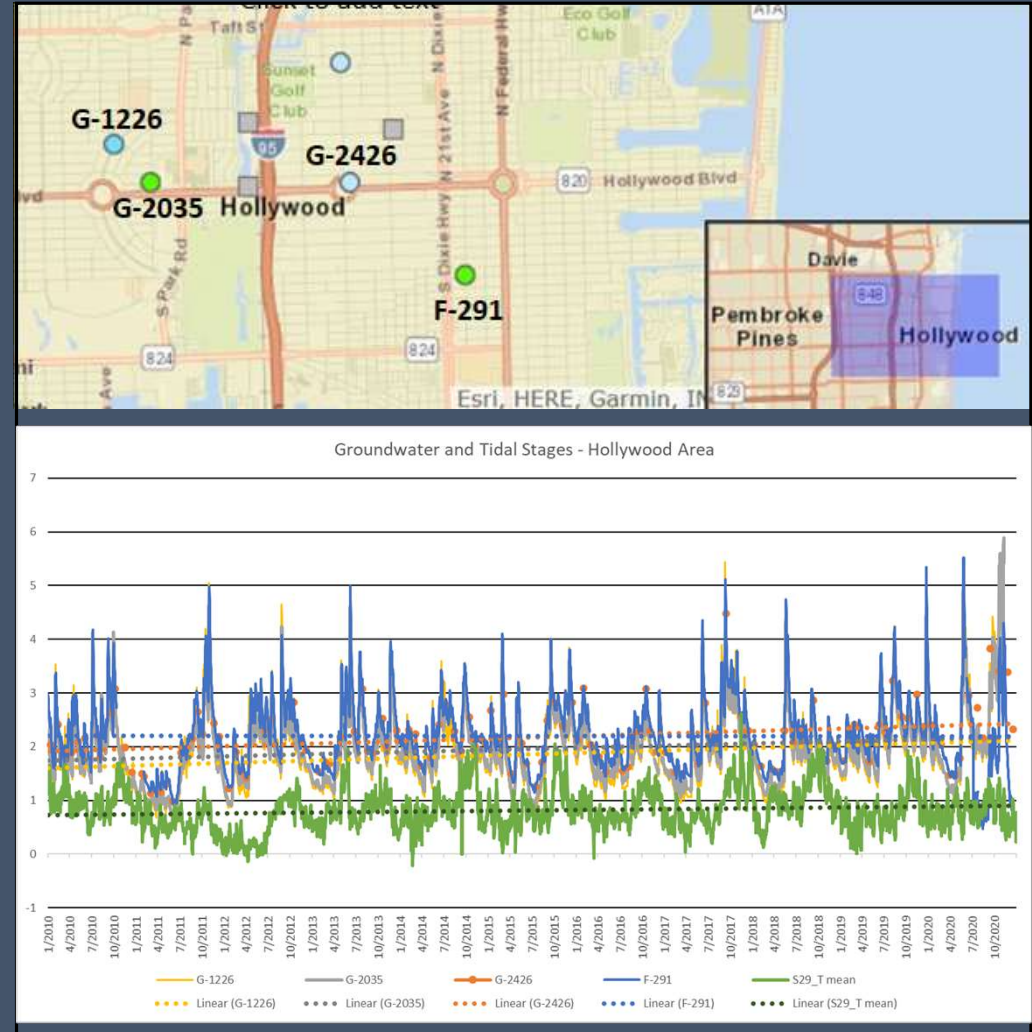 Click to add text
Taft St
N Pa
Eco Golf
Club
A1A
N Dixie
N Federal Hw
Sunset
Golf
Club
G-1226
95
G-2426
N 21st Ave
820
Hollywood Blvd
lvd
G-2035
Hollywood
S Park Rd
S Dixie Hwy
F-291
824
824
ni
Ave
Esri, HERE, Garmin, IN
Davie
848
Pembroke
Pines
Hollywood
823
Groundwater and Tidal Stages - Hollywood Area
7
6
5
4
3
2
1
0
-1
1/2010
4/2010
7/2010
10/2010
1/2011
4/2011
7/2011
10/2011
1/2012
4/2012
7/2012
10/2012
1/2013
4/2013
7/2013
10/2013
1/2014
4/2014
7/2014
10/2014
1/2015
4/2015
7/2015
10/2015
1/2016
4/2016
7/2016
10/2016
1/2017
4/2017
7/2017
10/2017
1/2018
4/2018
7/2018
10/2018
1/2019
4/2019
7/2019
10/2019
1/2020
4/2020
7/2020
10/2020
G-1226
G-2035
G-2426
F-291
S29_T mean
Linear (G-1226)
Linear (G-2035)
Linear (G-2426)
Linear (F-291)
Linear (S29_T mean)